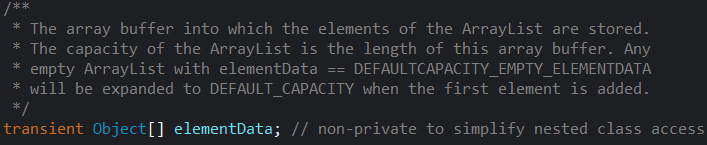 /**
* The array buffer into which the elements of the ArrayList are stored.
* The capacity of the ArrayList is the length of this array buffer. Any
* empty ArrayList with elementData == DEFAULTCAPACITY_EMPTY_ELEMENTDATA
* will be expanded to DEFAULT_CAPACITY when the first element is added.
*/
transient Object[] elementData; // non-private to simplify nested class access